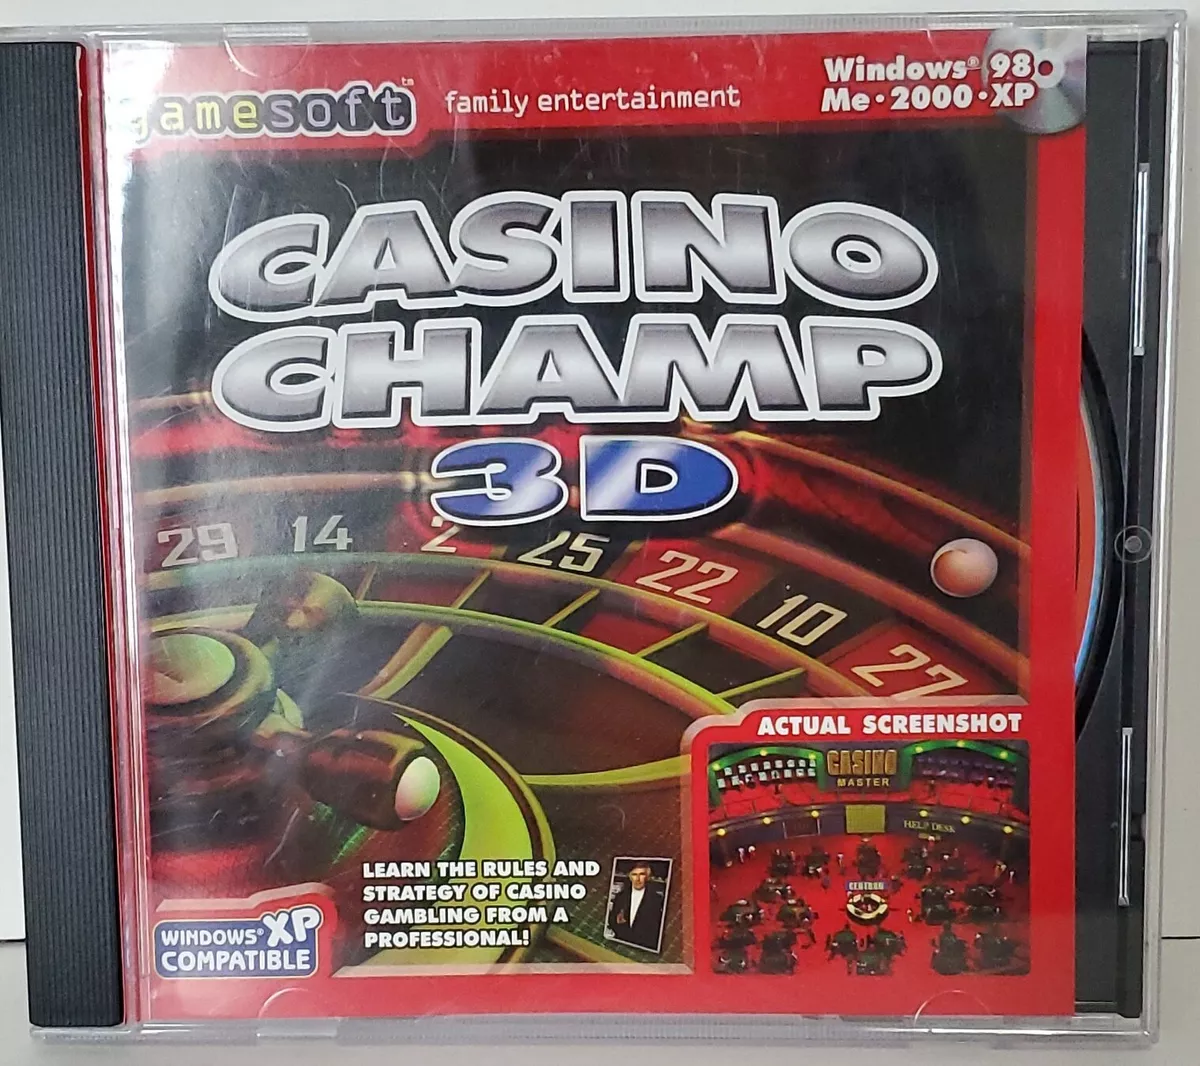 gamesoft™
family entertainment
Windows® 98
Me • 2000 • XP
CASINO
CHAMP
3D
29 14 2 25 22 10 27
ACTUAL SCREENSHOT
CASINO
MASTER
HELP DESK
LEARN THE RULES AND
STRATEGY OF CASINO
GAMBLING FROM A
PROFESSIONAL!
WINDOWS® XP
COMPATIBLE